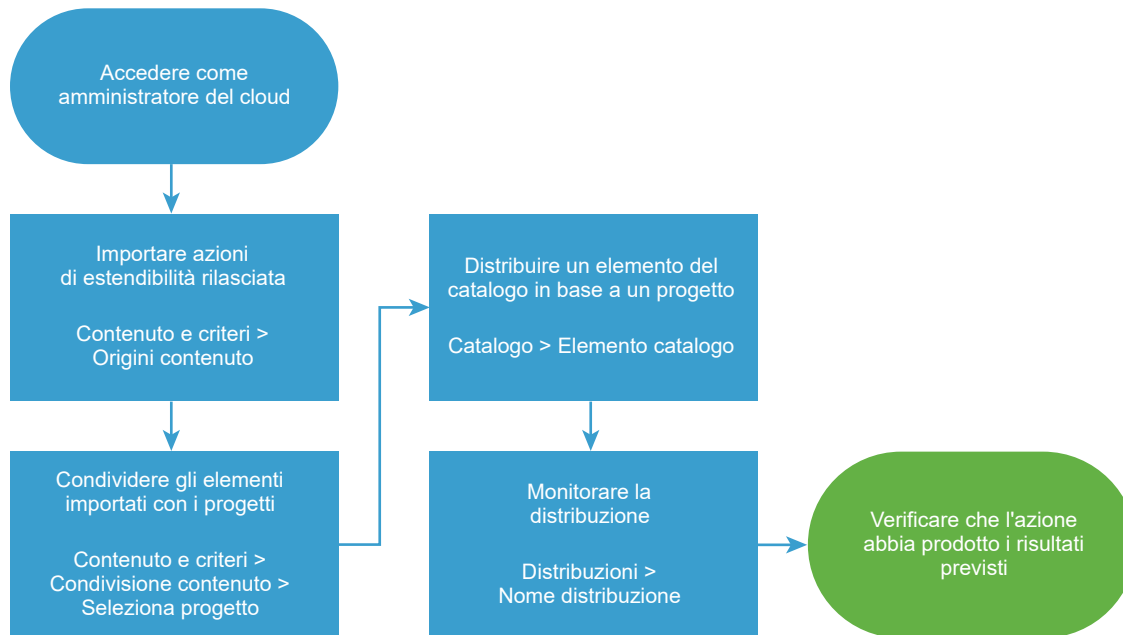 Accedere come
amministratore del cloud
Importare azioni
di estendibilità rilasciata
Contenuto e criteri >
Origini contenuto
Condividere gli elementi
importati con i progetti
Contenuto e criteri >
Condivisione contenuto >
Seleziona progetto
Distribuire un elemento del
catalogo in base a un progetto
Catalogo > Elemento catalogo
Monitorare la
distribuzione
Distribuzioni >
Nome distribuzione
Verificare che l'azione
abbia prodotto i risultati
previsti